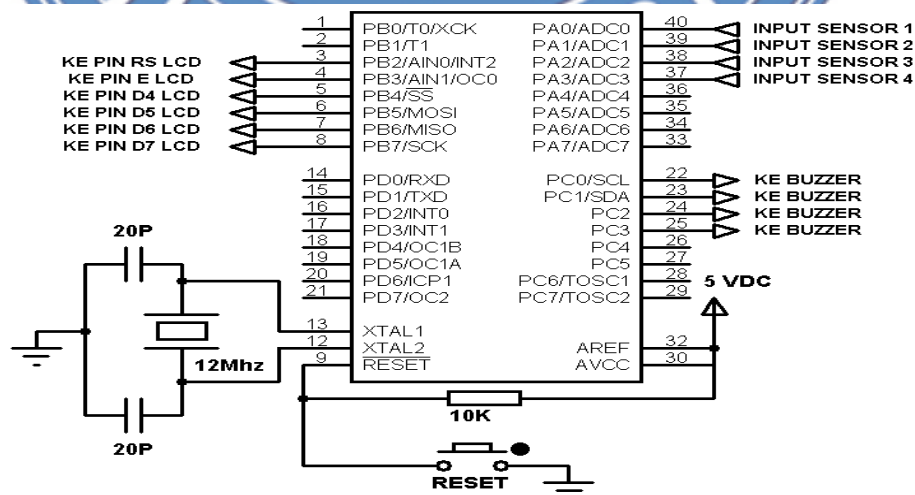 1 PB0/T0/XCK PA0/ADC0 40 INPUT SENSOR 1
2 PB1/T1 PA1/ADC1 39 INPUT SENSOR 2
KE PIN RS LCD 3 PB2/AIN0/INT2 PA2/ADC2 38 INPUT SENSOR 3
KE PIN E LCD 4 PB3/AIN1/OC0 PA3/ADC3 37 INPUT SENSOR 4
KE PIN D4 LCD 5 PB4/SS PA4/ADC4 36
KE PIN D5 LCD 6 PB5/MOSI PA5/ADC5 35
KE PIN D6 LCD 7 PB6/MISO PA6/ADC6 34
KE PIN D7 LCD 8 PB7/SCK PA7/ADC7 33
14 PD0/RXD PC0/SCL 22 KE BUZZER
15 PD1/TXD PC1/SDA 23 KE BUZZER
16 PD2/INT0 PC2 24 KE BUZZER
17 PD3/INT1 PC3 25 KE BUZZER
20P 18 PD4/OC1B PC4 26
19 PD5/OC1A PC5 27
20 PD6/ICP1 PC6/TOSC1 28 5 VDC
21 PD7/OC2 PC7/TOSC2 29
13 XTAL1
12 XTAL2 AREF 32
12Mhz 9 RESET AVCC 30
10K
20P
RESET